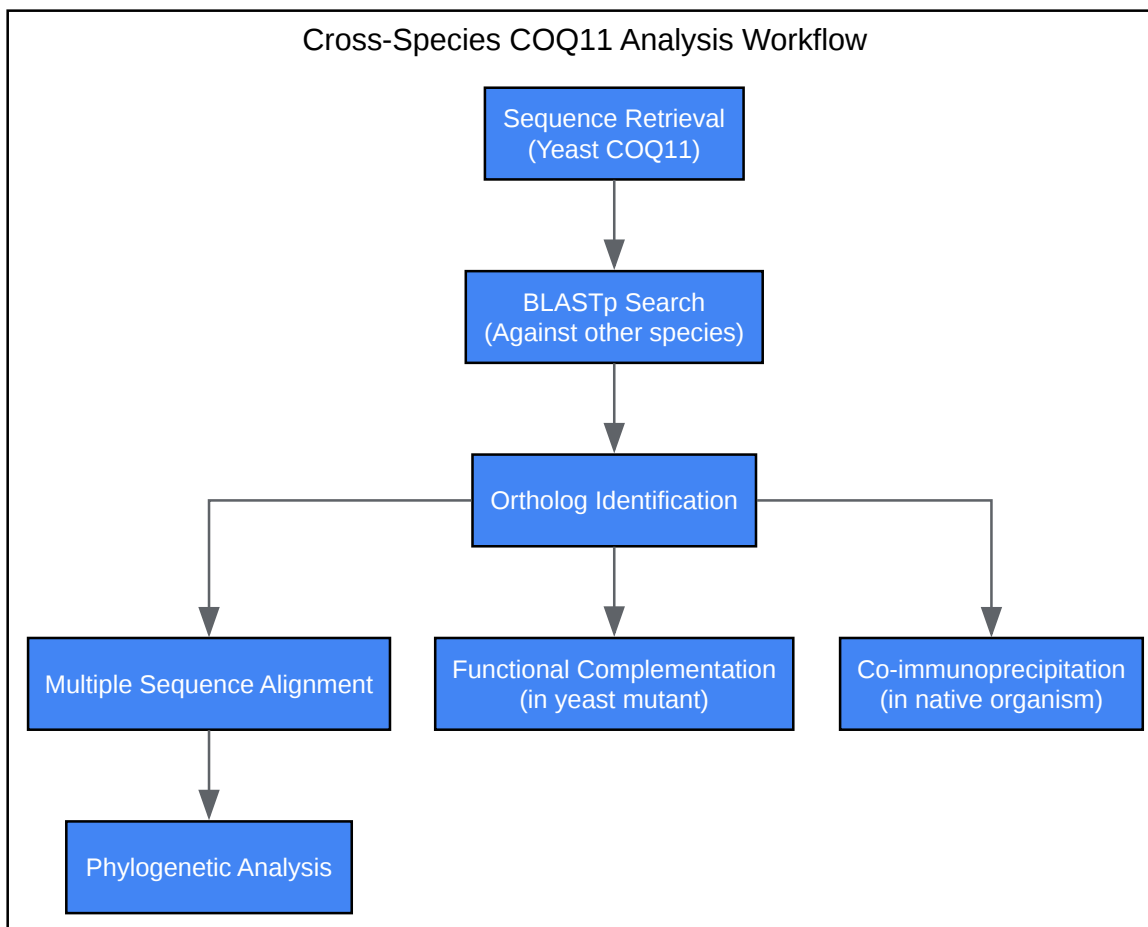 Cross-Species COQ11 Analysis Workflow
Sequence Retrieval
(Yeast COQ11)
BLASTp Search
(Against other species)
Ortholog Identification
Multiple Sequence Alignment
Functional Complementation
(in yeast mutant)
Co-immunoprecipitation
(in native organism)
Phylogenetic Analysis